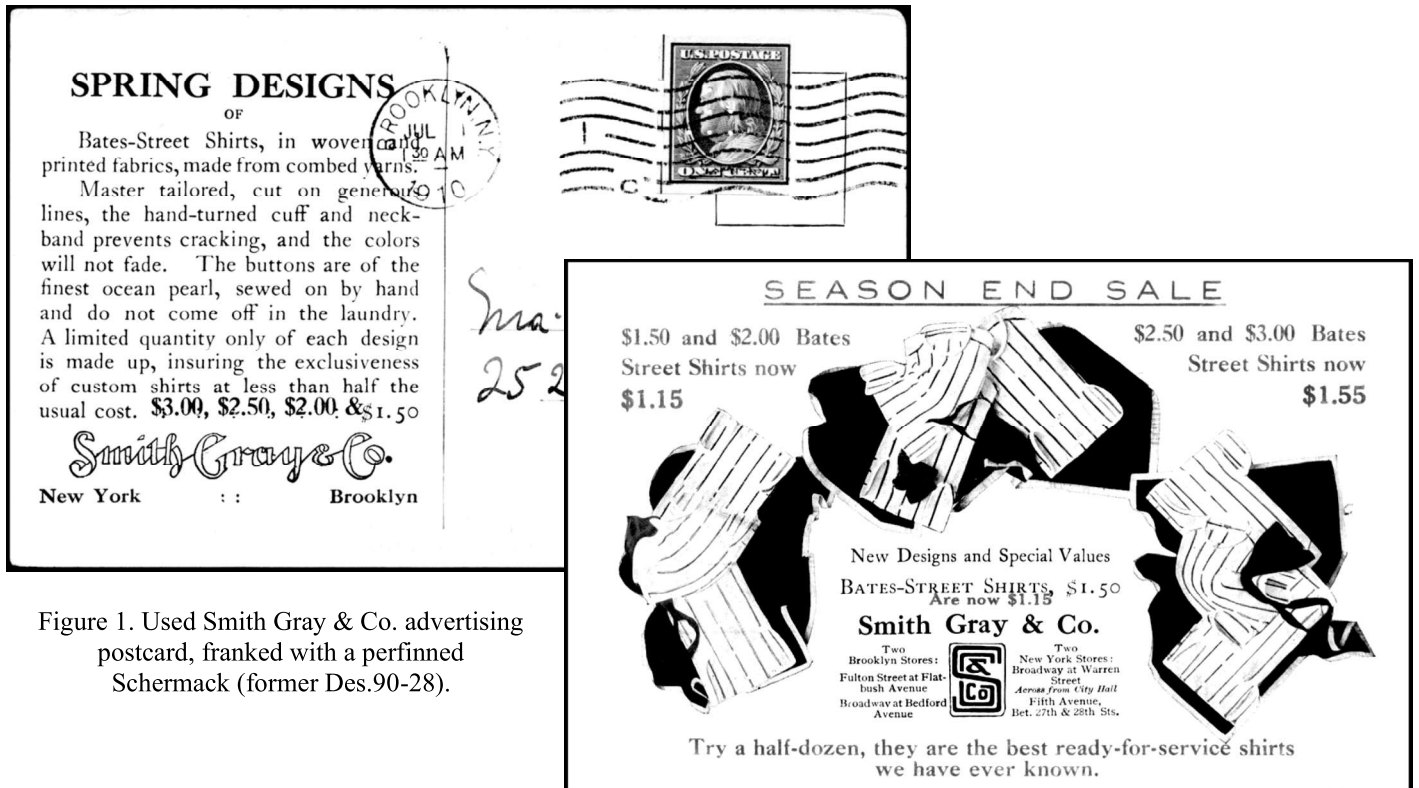 SPRING DESIGNS
OF
Bates-Street Shirts, in woven and
printed fabrics, made from combed yarns.
Master tailored, cut on generous
lines, the hand-turned cuff and neck-
band prevents cracking, and the colors
will not fade. The buttons are of the
finest ocean pearl, sewed on by hand
and do not come off in the laundry.
A limited quantity only of each design
is made up, insuring the exclusiveness
of custom shirts at less than half the
usual cost. $3.00, $2.50, $2.00 & $1.50
Smith Gray & Co.
New York : : Brooklyn
BROOKLYN, N.Y.
JUL
1 30 AM
1910
U.S. POSTAGE
ONE CENT
252
Figure 1. Used Smith Gray & Co. advertising
postcard, franked with a perfinned
Schermack (former Des.90-28).
SEASON END SALE
$1.50 and $2.00 Bates
Street Shirts now
$1.15
$2.50 and $3.00 Bates
Street Shirts now
$1.55
New Designs and Special Values
BATES-STREET SHIRTS, $1.50
Are now $1.15
Smith Gray & Co.
Two
Brooklyn Stores:
Fulton Street at Flat-
bush Avenue
Broadway at Bedford
Avenue
S G & Co
Two
New York Stores:
Broadway at Warren
Street
Across from City Hall
Fifth Avenue,
Bet. 27th & 28th Sts.
Try a half-dozen, they are the best ready-for-service shirts
we have ever known.